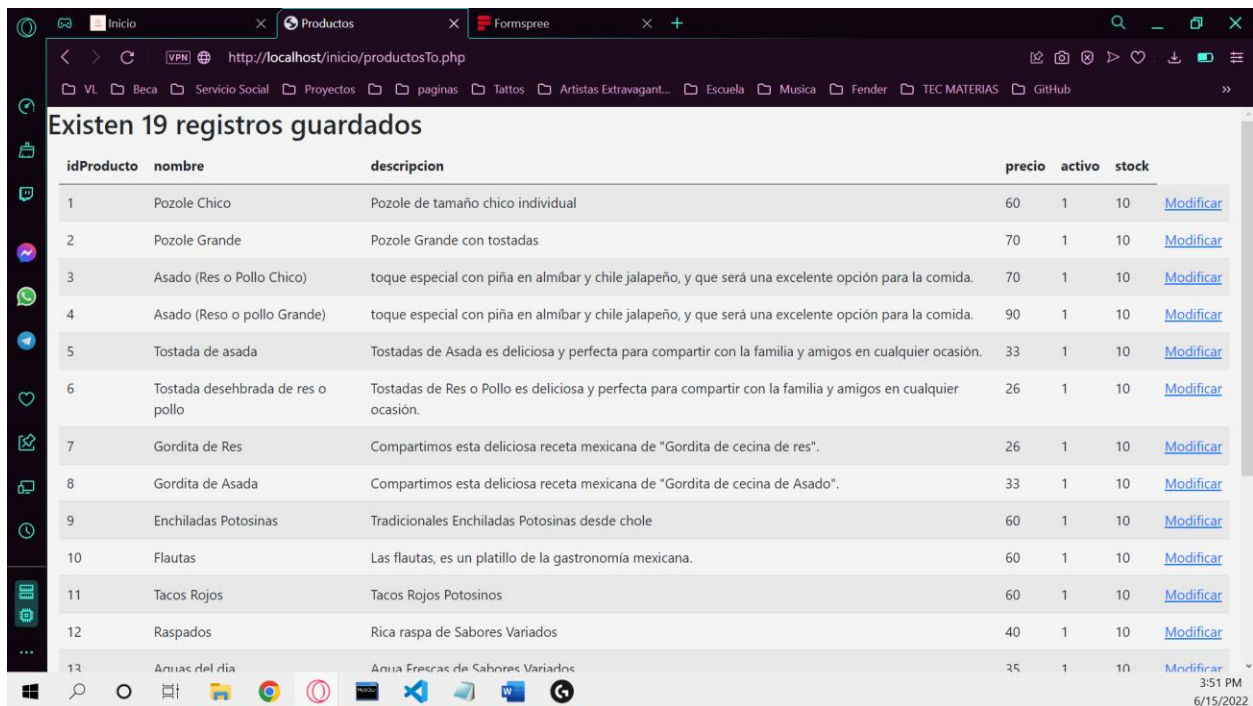 Inicio
Productos
Formspree
VPN
http://localhost/inicio/productosTo.php
VL Beca Servicio Social Proyectos paginas Tattos Artistas Extravagant... Escuela Musica Fender TEC MATERIAS GitHub »
Existen 19 registros guardados
idProducto nombre descripcion precio activo stock
1 Pozole Chico Pozole de tamaño chico individual 60 1 10 Modificar
2 Pozole Grande Pozole Grande con tostadas 70 1 10 Modificar
3 Asado (Res o Pollo Chico) toque especial con piña en almíbar y chile jalapeño, y que será una excelente opción para la comida. 70 1 10 Modificar
4 Asado (Reso o pollo Grande) toque especial con piña en almíbar y chile jalapeño, y que será una excelente opción para la comida. 90 1 10 Modificar
5 Tostada de asada Tostadas de Asada es deliciosa y perfecta para compartir con la familia y amigos en cualquier ocasión. 33 1 10 Modificar
6 Tostada desehbrada de res o Tostadas de Res o Pollo es deliciosa y perfecta para compartir con la familia y amigos en cualquier 26 1 10 Modificar
pollo ocasión.
7 Gordita de Res Compartimos esta deliciosa receta mexicana de "Gordita de cecina de res". 26 1 10 Modificar
8 Gordita de Asada Compartimos esta deliciosa receta mexicana de "Gordita de cecina de Asado". 33 1 10 Modificar
9 Enchiladas Potosinas Tradicionales Enchiladas Potosinas desde chole 60 1 10 Modificar
10 Flautas Las flautas, es un platillo de la gastronomía mexicana. 60 1 10 Modificar
11 Tacos Rojos Tacos Rojos Potosinos 60 1 10 Modificar
12 Raspados Rica raspa de Sabores Variados 40 1 10 Modificar
13 Aguas del dia Agua Frescas de Sabores Variados 35 1 10 Modificar
3:51 PM
6/15/2022